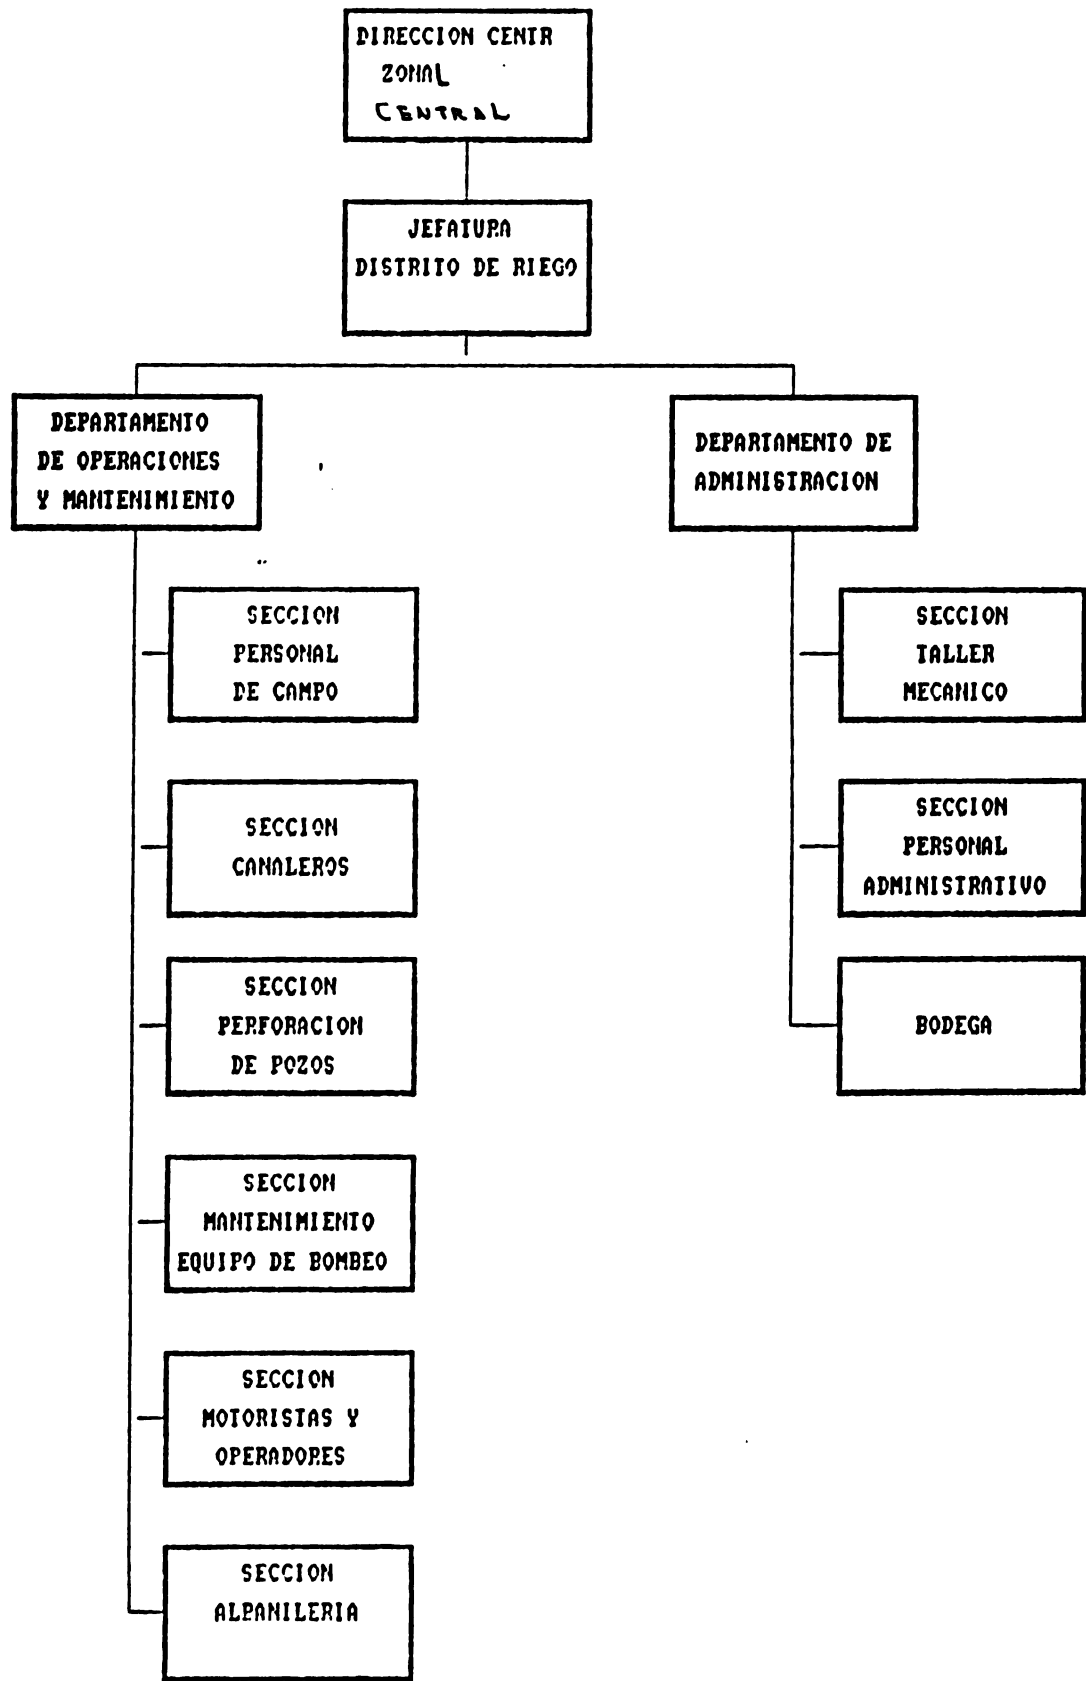 DIRECCION CENTR
ZONAL
CENTRAL
JEFATURA
DISTRITO DE RIEGO
DEPARTAMENTO
DE OPERACIONES
Y MANTENIMIENTO
DEPARTAMENTO DE
ADMINISTRACION
SECCION
PERSONAL
DE CAMPO
SECCION
CANALEROS
SECCION
PERFORACION
DE POZOS
SECCION
MANTENIMIENTO
EQUIPO DE BOMBEO
SECCION
MOTORISTAS Y
OPERADORES
SECCION
ALBANILERIA
SECCION
TALLER
MECANICO
SECCION
PERSONAL
ADMINISTRATIVO
BODEGA